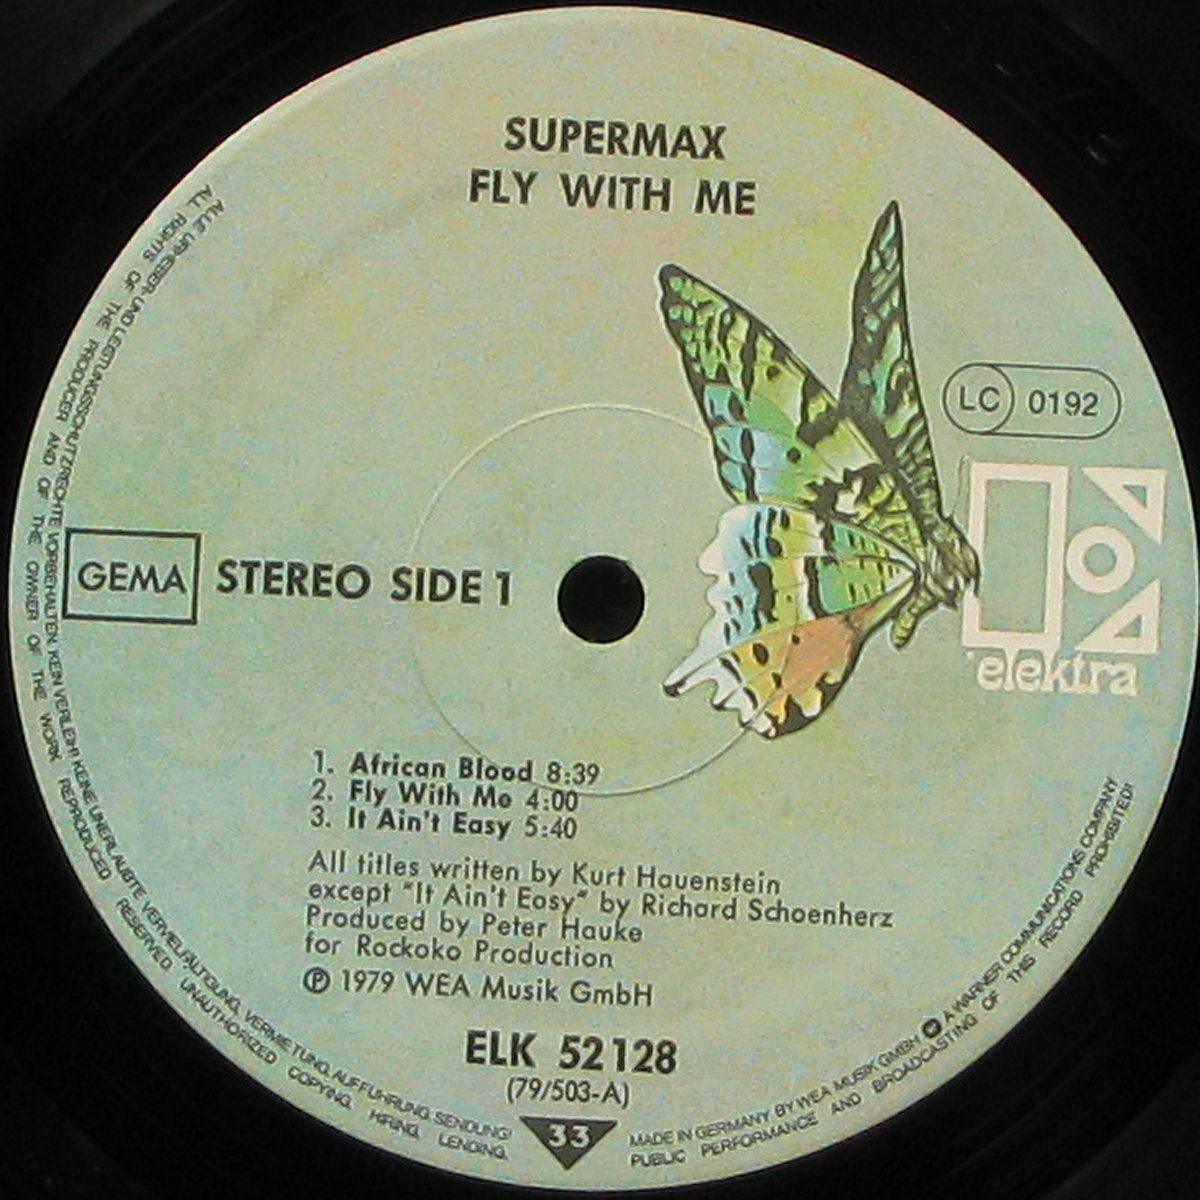 SUPERMAX
FLY WITH ME
LC 0192
elektra
GEMA
STEREO SIDE 1
1. African Blood 8:39
2. Fly With Me 4:00
3. It Ain't Easy 5:40
All titles written by Kurt Hauenstein
except "It Ain't Easy" by Richard Schoenherz
Produced by Peter Hauke
for Rockoko Production
℗ 1979 WEA Musik GmbH
ELK 52 128
(79/503-A)
33
ALLE URHEBER- UND LEISTUNGSSCHUTZRECHTE VORBEHALTEN. KEIN VERLEIH! KEINE UNERLAUBTE VERVIELFÄLTIGUNG, VERMIETUNG, AUFFÜHRUNG, SENDUNG!
ALL RIGHTS OF THE PRODUCER AND OF THE OWNER OF THE WORK REPRODUCED RESERVED. UNAUTHORIZED COPYING, HIRING, LENDING,
MADE IN GERMANY BY WEA MUSIK GMBH A WARNER COMMUNICATIONS COMPANY
PUBLIC PERFORMANCE AND BROADCASTING OF THIS RECORD PROHIBITED!